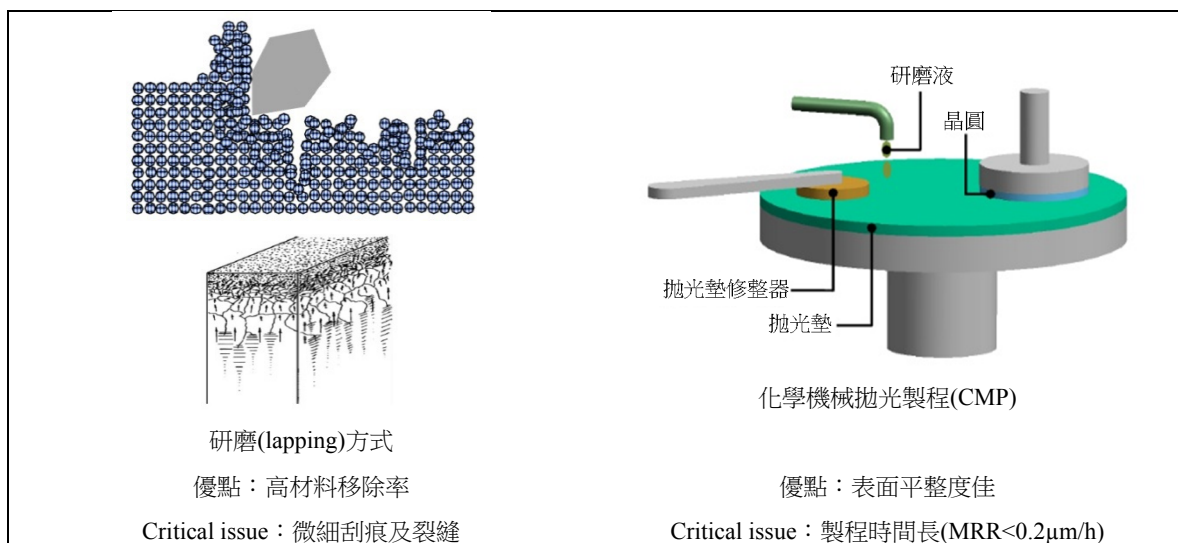 研磨液
晶圓
拋光墊修整器
拋光墊
化學機械拋光製程(CMP)
研磨(lapping)方式
優點：高材料移除率
Critical issue：微細刮痕及裂縫
優點：表面平整度佳
Critical issue：製程時間長(MRR<0.2μm/h)